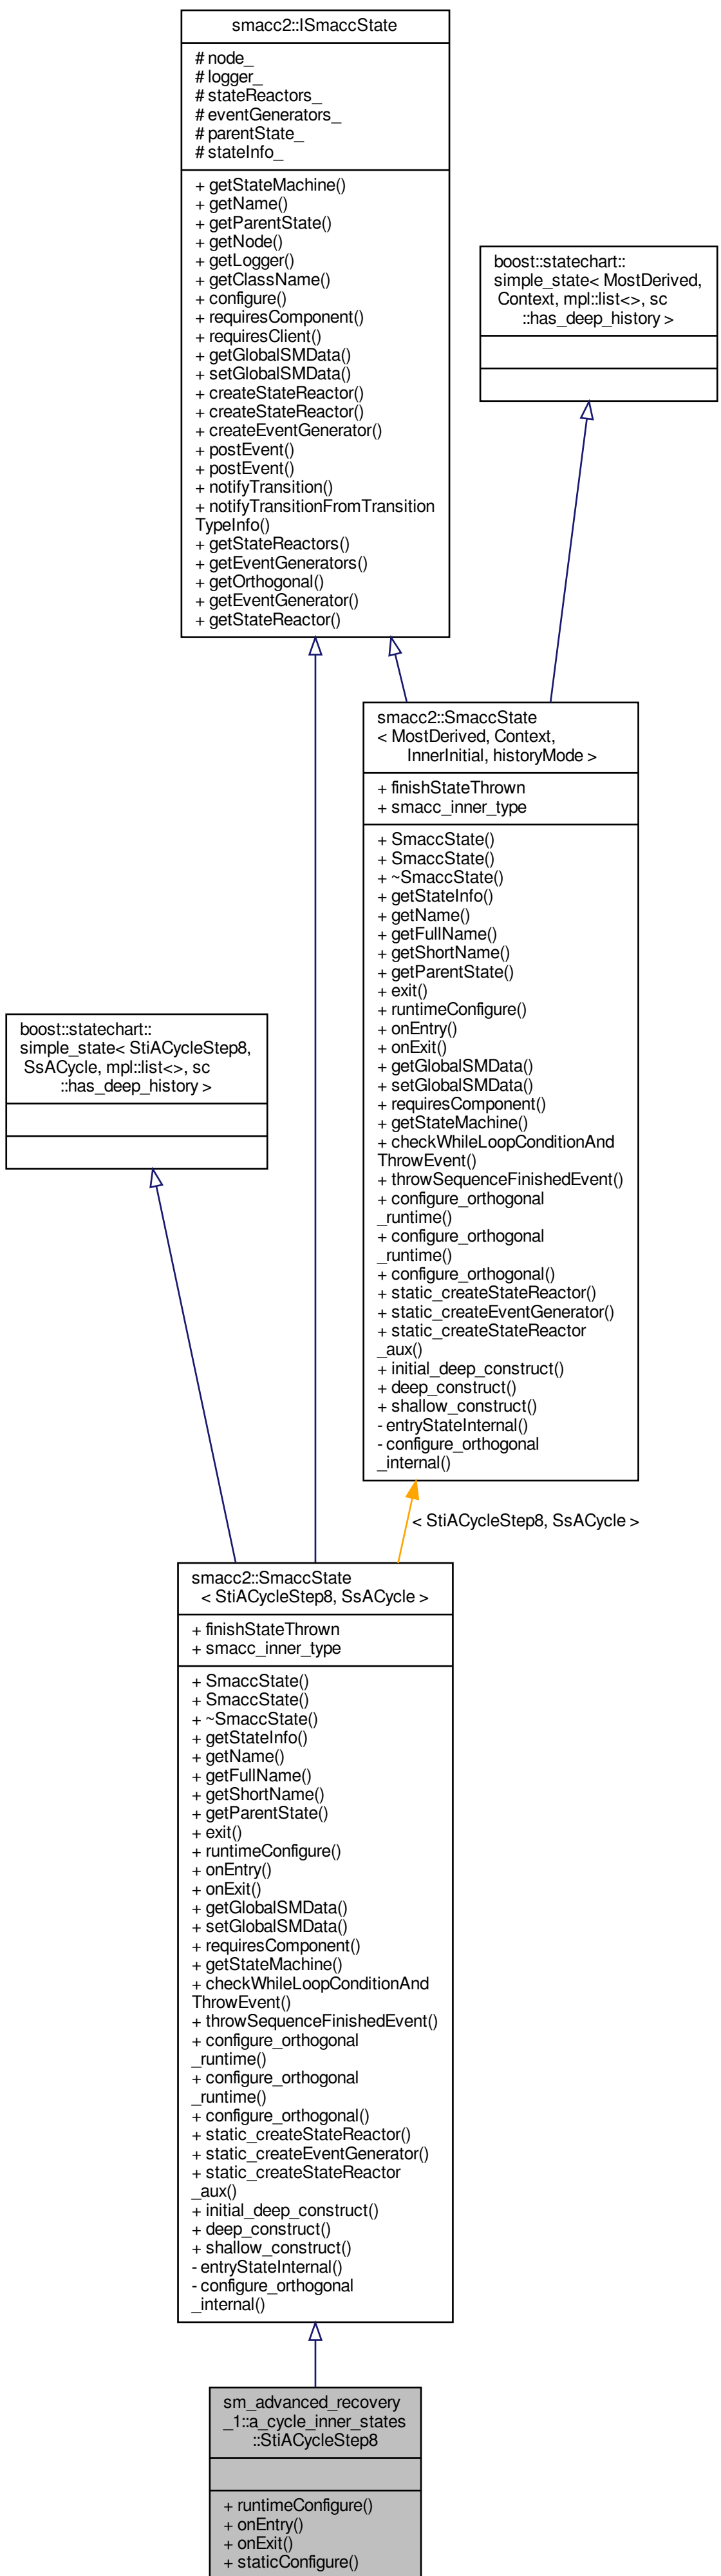 smacc2::ISmaccState
# node_
# logger_
# stateReactors_
# eventGenerators_
# parentState_
# stateInfo_
+ getStateMachine()
+ getName()
+ getParentState()
+ getNode()
+ getLogger()
+ getClassName()
+ configure()
+ requiresComponent()
+ requiresClient()
+ getGlobalSMData()
+ setGlobalSMData()
+ createStateReactor()
+ createStateReactor()
+ createEventGenerator()
+ postEvent()
+ postEvent()
+ notifyTransition()
+ notifyTransitionFromTransition
TypeInfo()
+ getStateReactors()
+ getEventGenerators()
+ getOrthogonal()
+ getEventGenerator()
+ getStateReactor()
boost::statechart::
simple_state< MostDerived,
Context, mpl::list<>, sc
::has_deep_history >
smacc2::SmaccState
< MostDerived, Context,
InnerInitial, historyMode >
+ finishStateThrown
+ smacc_inner_type
+ SmaccState()
+ SmaccState()
+ ~SmaccState()
+ getStateInfo()
+ getName()
+ getFullName()
+ getShortName()
+ getParentState()
+ exit()
+ runtimeConfigure()
+ onEntry()
+ onExit()
+ getGlobalSMData()
+ setGlobalSMData()
+ requiresComponent()
+ getStateMachine()
+ checkWhileLoopConditionAnd
ThrowEvent()
+ throwSequenceFinishedEvent()
+ configure_orthogonal
_runtime()
+ configure_orthogonal
_runtime()
+ configure_orthogonal()
+ static_createStateReactor()
+ static_createEventGenerator()
+ static_createStateReactor
_aux()
+ initial_deep_construct()
+ deep_construct()
+ shallow_construct()
- entryStateInternal()
- configure_orthogonal
_internal()
boost::statechart::
simple_state< StiACycleStep8,
SsACycle, mpl::list<>, sc
::has_deep_history >
< StiACycleStep8, SsACycle >
smacc2::SmaccState
< StiACycleStep8, SsACycle >
+ finishStateThrown
+ smacc_inner_type
+ SmaccState()
+ SmaccState()
+ ~SmaccState()
+ getStateInfo()
+ getName()
+ getFullName()
+ getShortName()
+ getParentState()
+ exit()
+ runtimeConfigure()
+ onEntry()
+ onExit()
+ getGlobalSMData()
+ setGlobalSMData()
+ requiresComponent()
+ getStateMachine()
+ checkWhileLoopConditionAnd
ThrowEvent()
+ throwSequenceFinishedEvent()
+ configure_orthogonal
_runtime()
+ configure_orthogonal
_runtime()
+ configure_orthogonal()
+ static_createStateReactor()
+ static_createEventGenerator()
+ static_createStateReactor
_aux()
+ initial_deep_construct()
+ deep_construct()
+ shallow_construct()
- entryStateInternal()
- configure_orthogonal
_internal()
sm_advanced_recovery
_1::a_cycle_inner_states
::StiACycleStep8
+ runtimeConfigure()
+ onEntry()
+ onExit()
+ staticConfigure()